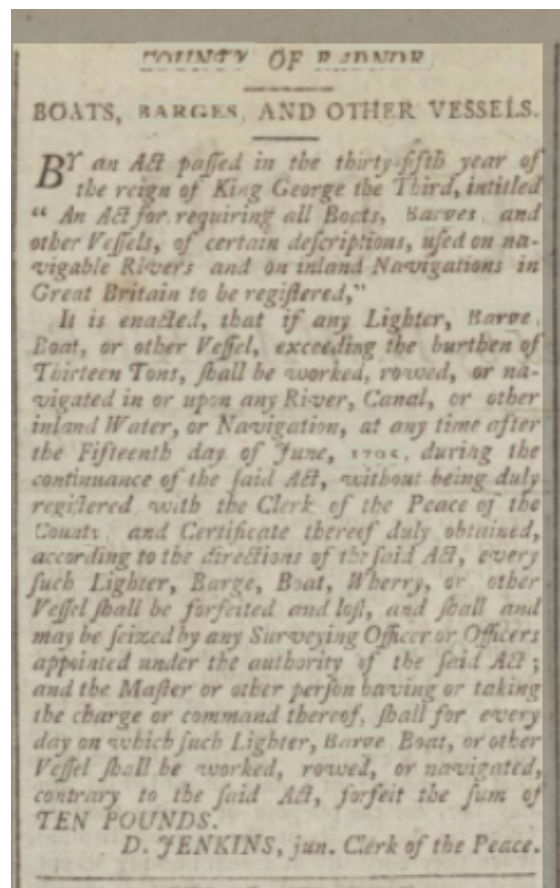 COUNTY OF RADNOR
BOATS, BARGES, AND OTHER VESSELS.
BY an Act paſſed in the thirty-fifth year of
the reign of King George the Third, intitled
“ An Act for requiring all Boats, Barges, and
other Veſſels, of certain deſcriptions, uſed on na-
vigable Rivers and on inland Navigations in
Great Britain to be regiſtered,”
It is enacted, that if any Lighter, Barge,
Boat, or other Veſſel, exceeding the burthen of
Thirteen Tons, ſhall be worked, rowed, or na-
vigated in or upon any River, Canal, or other
inland Water, or Navigation, at any time after
the Fifteenth day of June, 1795, during the
continuance of the ſaid Act, without being duly
regiſtered with the Clerk of the Peace of the
County, and Certificate thereof duly obtained,
according to the directions of the ſaid Act, every
ſuch Lighter, Barge, Boat, Wherry, or other
Veſſel ſhall be forfeited and loſt, and ſhall and
may be ſeized by any Surveying Officer or Officers
appointed under the authority of the ſaid Act ;
and the Maſter or other perſon having or taking
the charge or command thereof, ſhall for every
day on which ſuch Lighter, Barge Boat, or other
Veſſel ſhall be worked, rowed, or navigated,
contrary to the ſaid Act, forfeit the ſum of
TEN POUNDS.
D. JENKINS, jun. Clerk of the Peace.